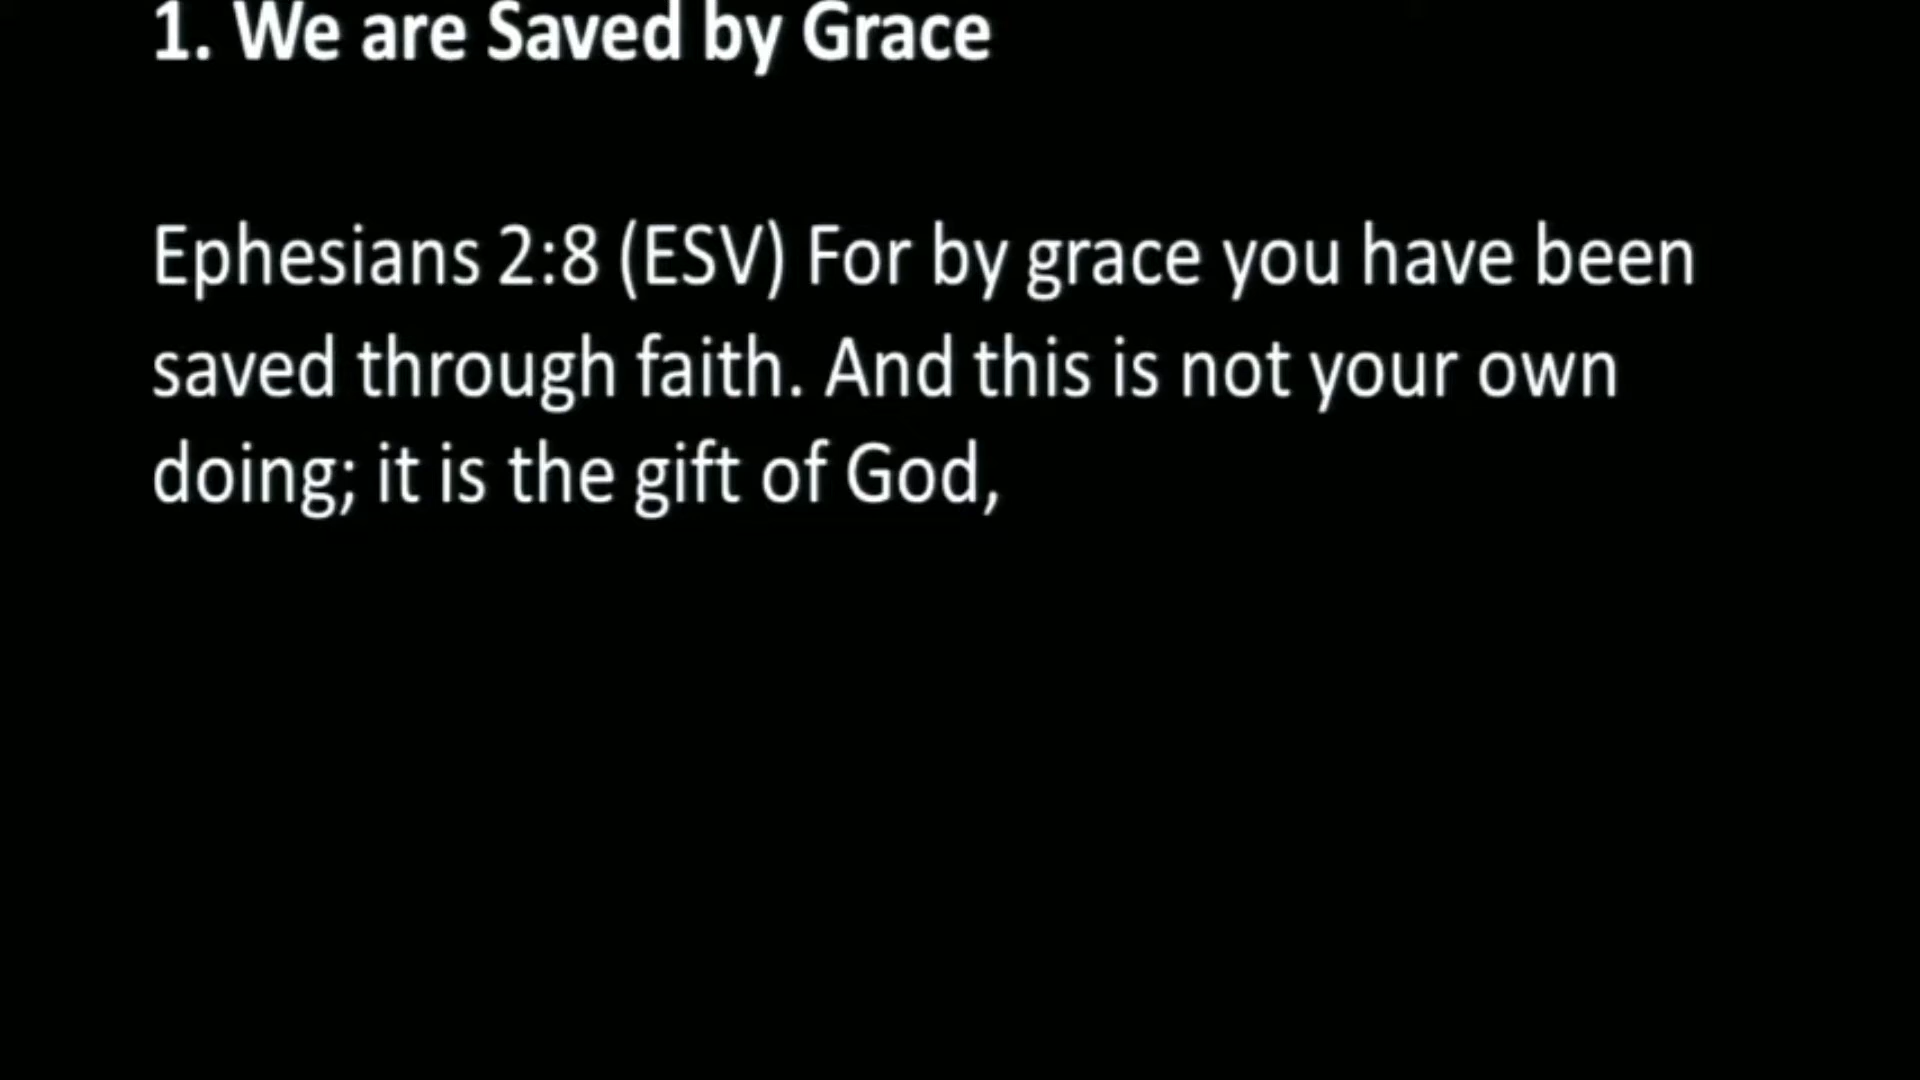 1. We are Saved by Grace
Ephesians 2:8 (ESV) For by grace you have been
saved through faith. And this is not your own
doing; it is the gift of God,